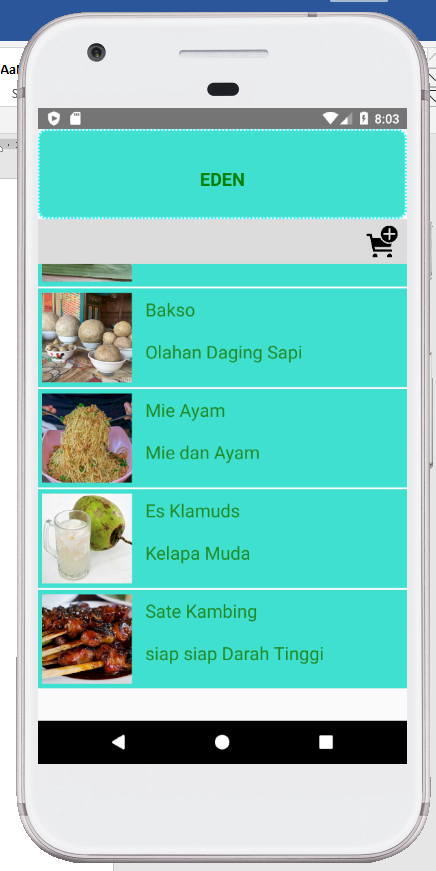 8:03
EDEN
Bakso
Olahan Daging Sapi
Mie Ayam
Mie dan Ayam
Es Klamuds
Kelapa Muda
Sate Kambing
siap siap Darah Tinggi